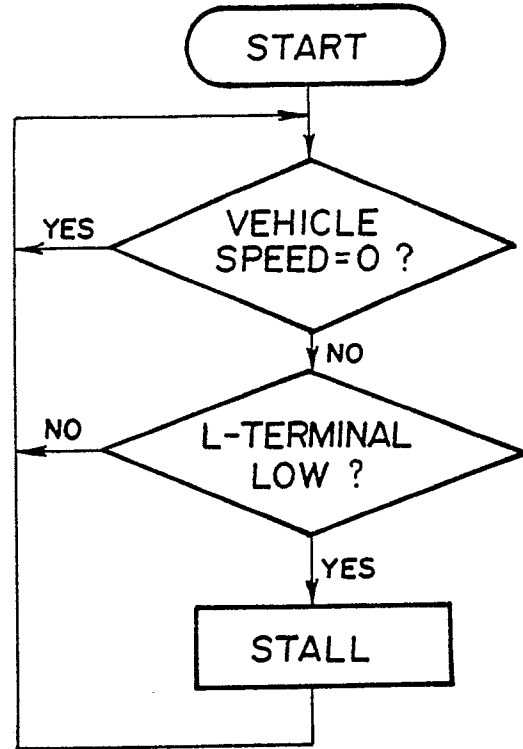 START
YES
VEHICLE
SPEED=0 ?
NO
NO
L-TERMINAL
LOW ?
YES
STALL